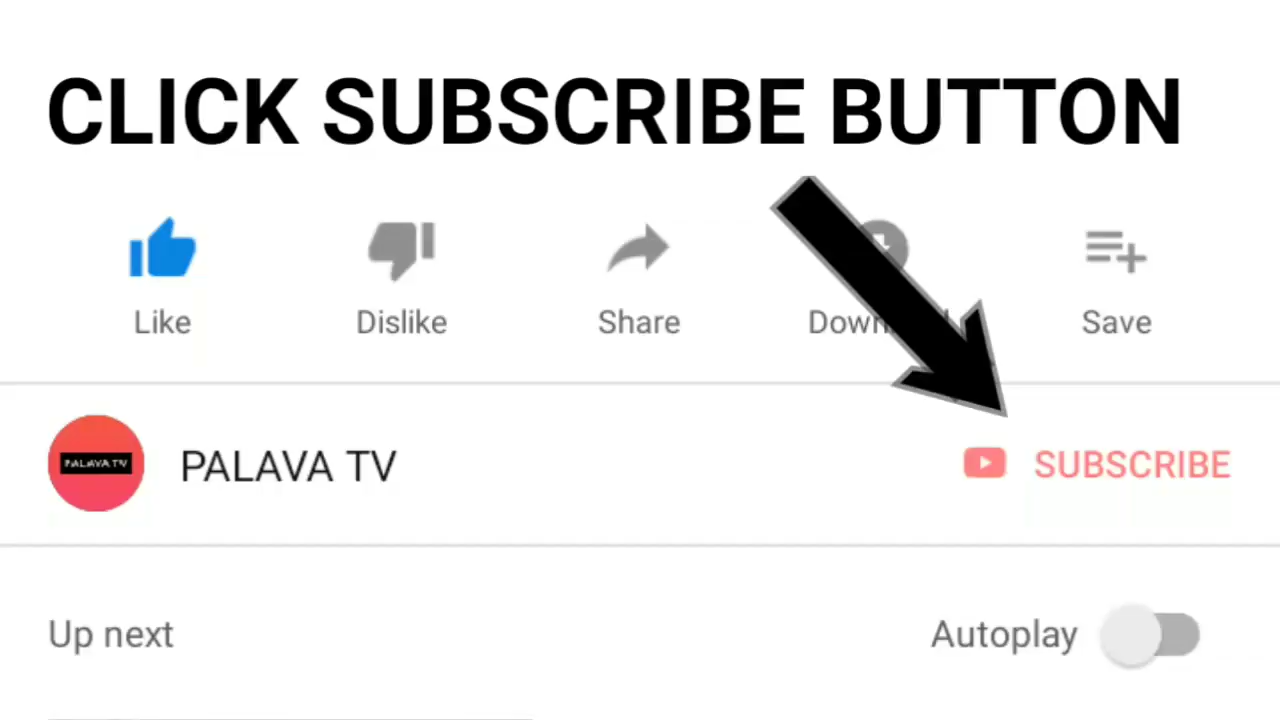 CLICK SUBSCRIBE BUTTON
Like Dislike Share Save
PALAVA TV PALAVA TV SUBSCRIBE
Up next Autoplay